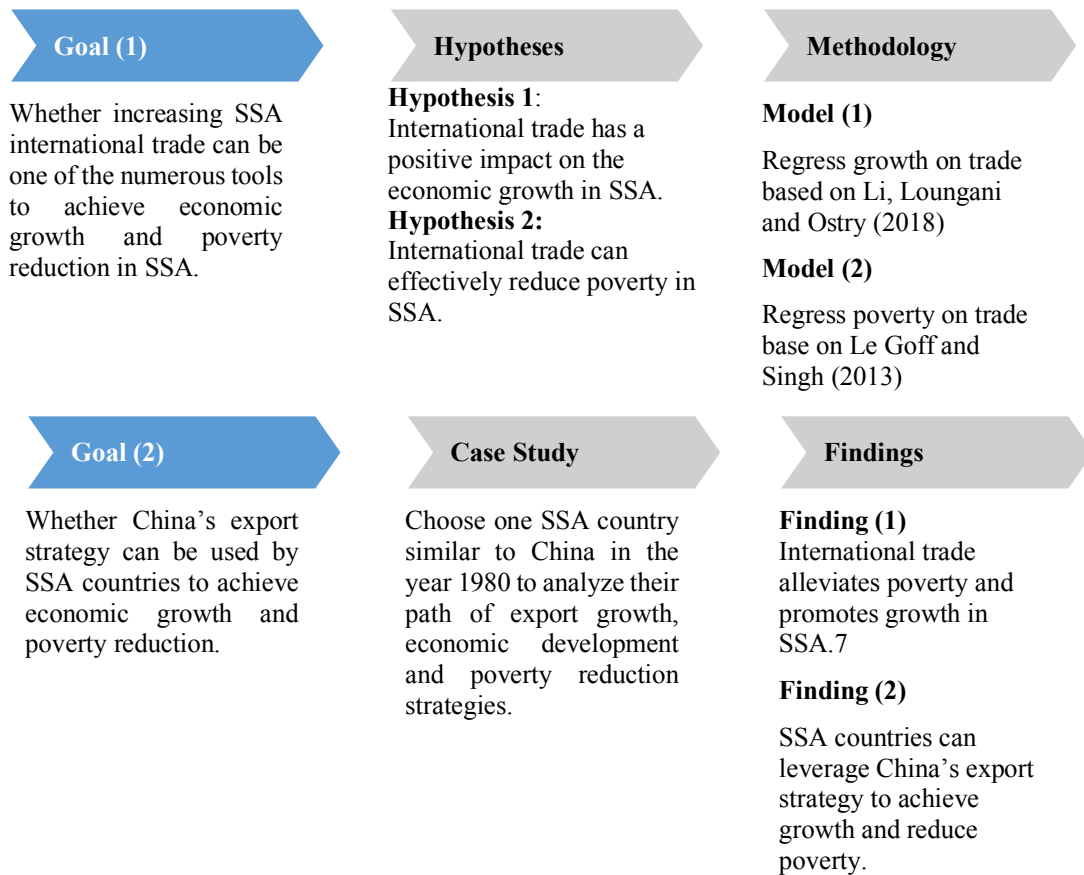 Goal (1)
Whether increasing SSA
international trade can be
one of the numerous tools
to achieve economic
growth and poverty
reduction in SSA.
Hypotheses
Hypothesis 1:
International trade has a
positive impact on the
economic growth in SSA.
Hypothesis 2:
International trade can
effectively reduce poverty in
SSA.
Methodology
Model (1)
Regress growth on trade
based on Li, Loungani
and Ostry (2018)
Model (2)
Regress poverty on trade
base on Le Goff and
Singh (2013)
Goal (2)
Whether China’s export
strategy can be used by
SSA countries to achieve
economic growth and
poverty reduction.
Case Study
Choose one SSA country
similar to China in the
year 1980 to analyze their
path of export growth,
economic development
and poverty reduction
strategies.
Findings
Finding (1)
International trade
alleviates poverty and
promotes growth in
SSA.7
Finding (2)
SSA countries can
leverage China’s export
strategy to achieve
growth and reduce
poverty.